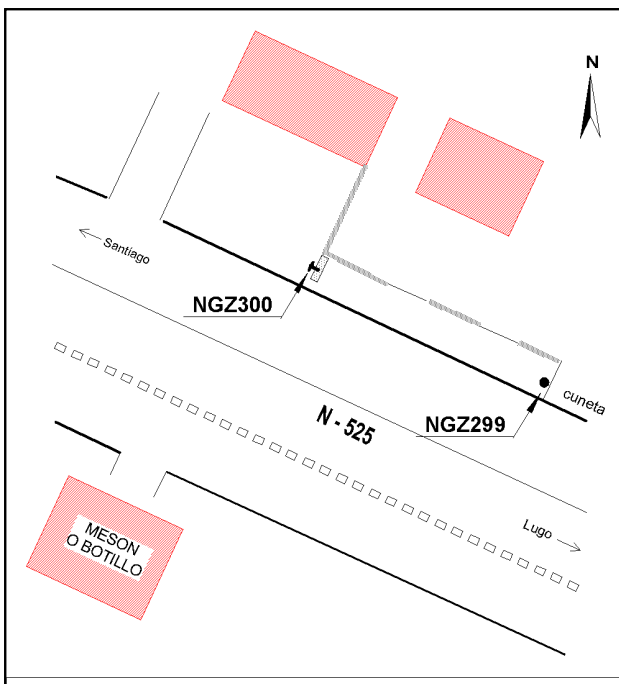 N
Santiago
NGZ300
cuneta
NGZ299
N - 525
Lugo
MESON
O BOTILLO